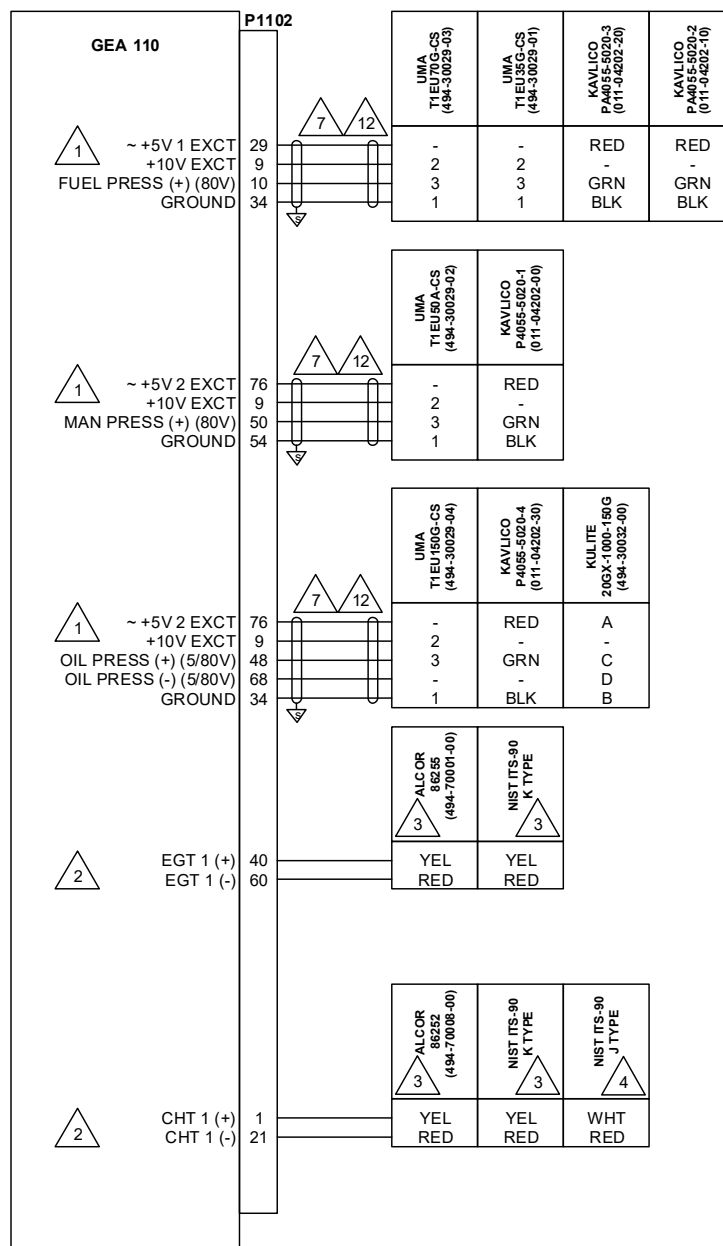 GEA 110
P1102
UMA
T1EU70G-CS
(494-30029-03)
UMA
T1EU35G-CS
(494-30029-01)
KAVLICO
PA4055-5020-3
(011-04202-20)
KAVLICO
PA4055-5020-2
(011-04202-10)
7 12
1
~ +5V 1 EXCT 29 - - RED RED
+10V EXCT 9 2 2 - -
FUEL PRESS (+) (80V) 10 3 3 GRN GRN
GROUND 34 1 1 BLK BLK
S
UMA
T1EU50A-CS
(494-30029-02)
KAVLICO
P4055-5020-1
(011-04202-00)
7 12
1
~ +5V 2 EXCT 76 - RED
+10V EXCT 9 2 -
MAN PRESS (+) (80V) 50 3 GRN
GROUND 54 1 BLK
S
UMA
T1EU150G-CS
(494-30029-04)
KAVLICO
P4055-5020-4
(011-04202-30)
KULITE
20GX-1000-150G
(494-30032-00)
7 12
1
~ +5V 2 EXCT 76 - RED A
+10V EXCT 9 2 - -
OIL PRESS (+) (5/80V) 48 3 GRN C
OIL PRESS (-) (5/80V) 68 - - D
GROUND 34 1 BLK B
S
ALCOR
86255
(494-70001-00)
3
NIST ITS-90
K TYPE
3
2
EGT 1 (+) 40 YEL YEL
EGT 1 (-) 60 RED RED
ALCOR
86252
(494-70008-00)
3
NIST ITS-90
K TYPE
3
NIST ITS-90
J TYPE
4
2
CHT 1 (+) 1 YEL YEL WHT
CHT 1 (-) 21 RED RED RED